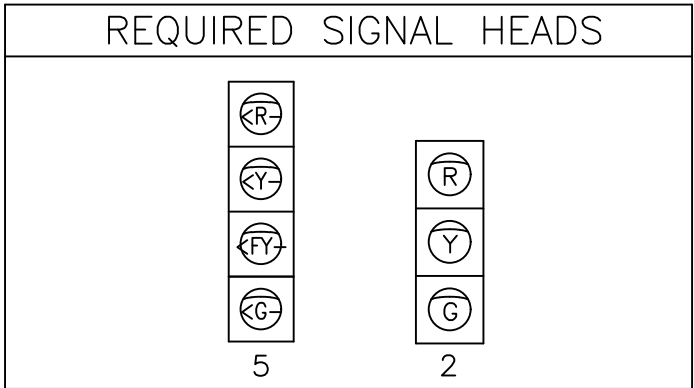 REQUIRED SIGNAL HEADS
<R-
<Y-
<FY-
<G-
5
R
Y
G
2